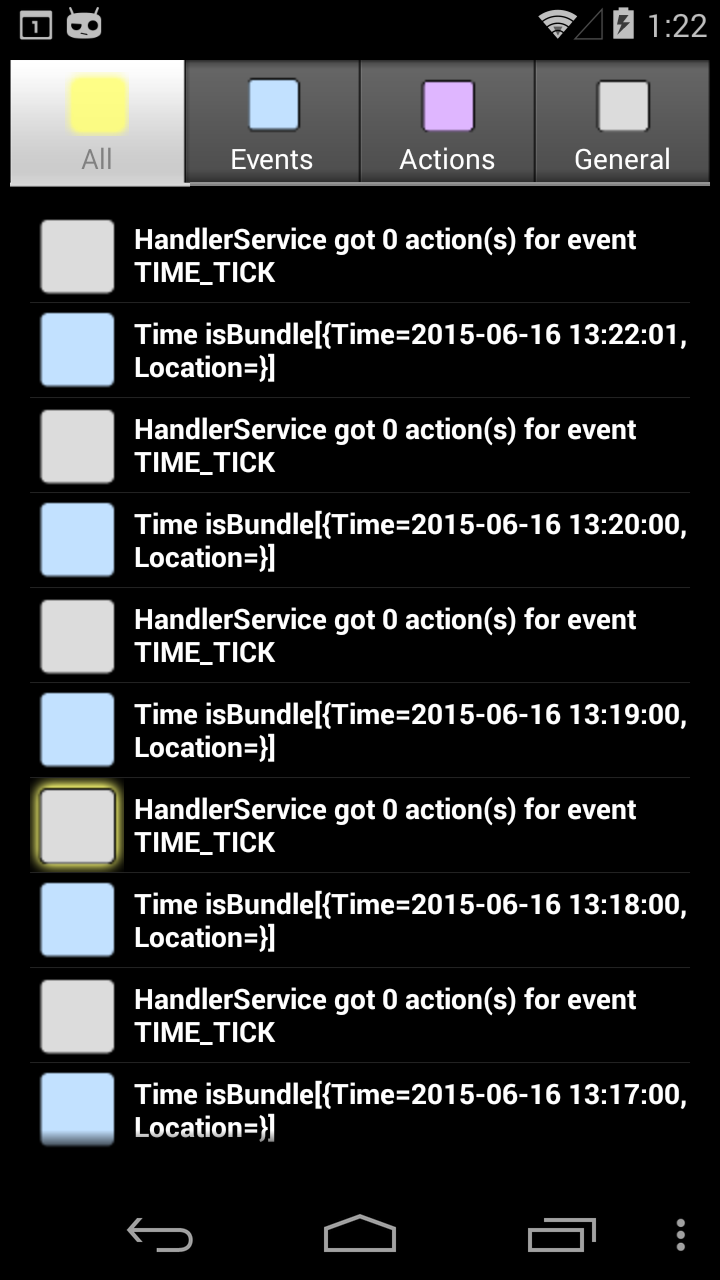 1
1:22
All
Events
Actions
General
HandlerService got 0 action(s) for event
TIME_TICK
Time isBundle[{Time=2015-06-16 13:22:01,
Location=}]
HandlerService got 0 action(s) for event
TIME_TICK
Time isBundle[{Time=2015-06-16 13:20:00,
Location=}]
HandlerService got 0 action(s) for event
TIME_TICK
Time isBundle[{Time=2015-06-16 13:19:00,
Location=}]
HandlerService got 0 action(s) for event
TIME_TICK
Time isBundle[{Time=2015-06-16 13:18:00,
Location=}]
HandlerService got 0 action(s) for event
TIME_TICK
Time isBundle[{Time=2015-06-16 13:17:00,
Location=}]